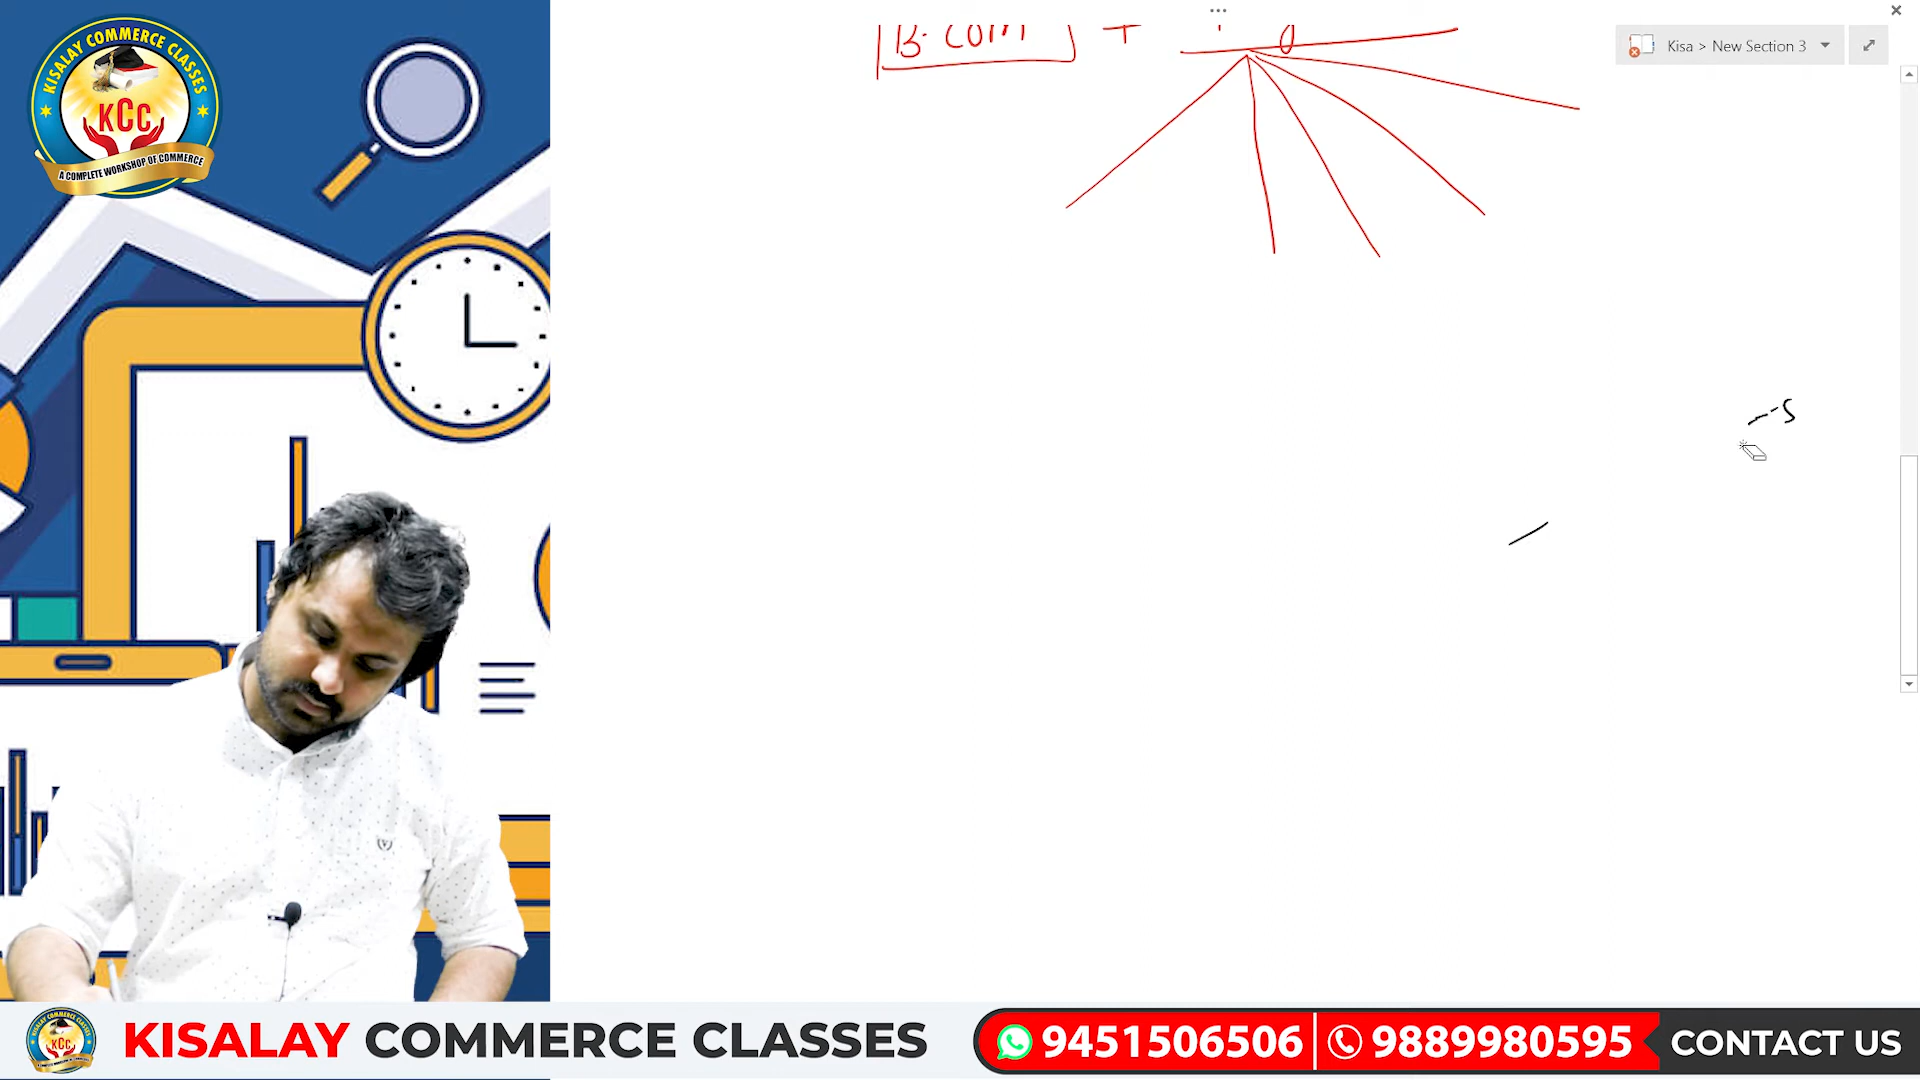 KISALAY COMMERCE CLASSES
KCC
A COMPLETE WORKSHOP OF COMMERCE
B.com +
Kisa > New Section 3
KISALAY COMMERCE CLASSES
9451506506
9889980595
CONTACT US